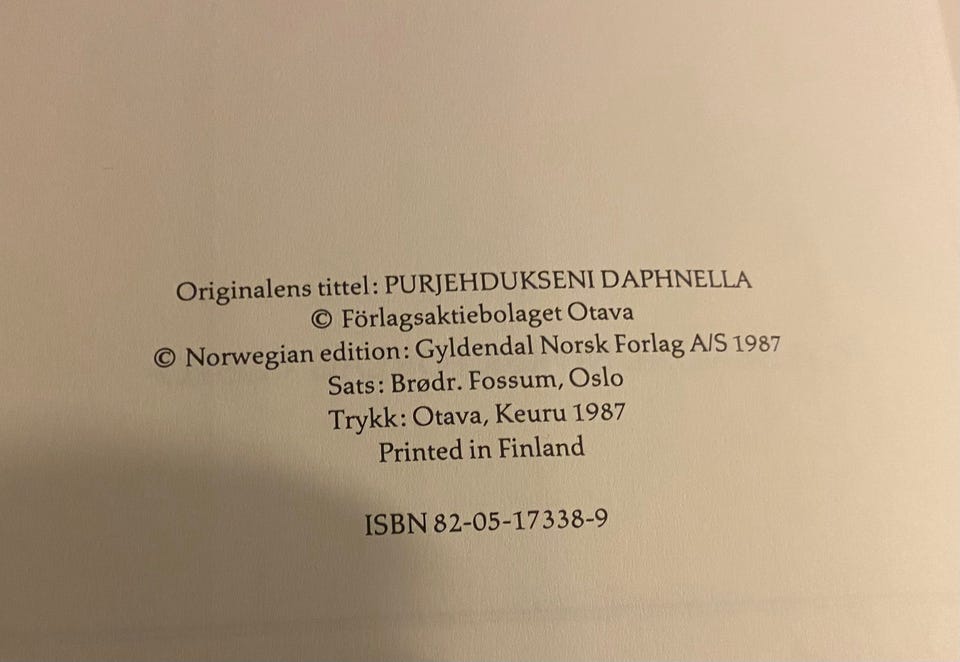 Originalens tittel: PURJEHDUKSENI DAPHNELLA
© Förlagsaktiebolaget Otava
© Norwegian edition: Gyldendal Norsk Forlag A/S 1987
Sats: Brødr. Fossum, Oslo
Trykk: Otava, Keuru 1987
Printed in Finland
ISBN 82-05-17338-9